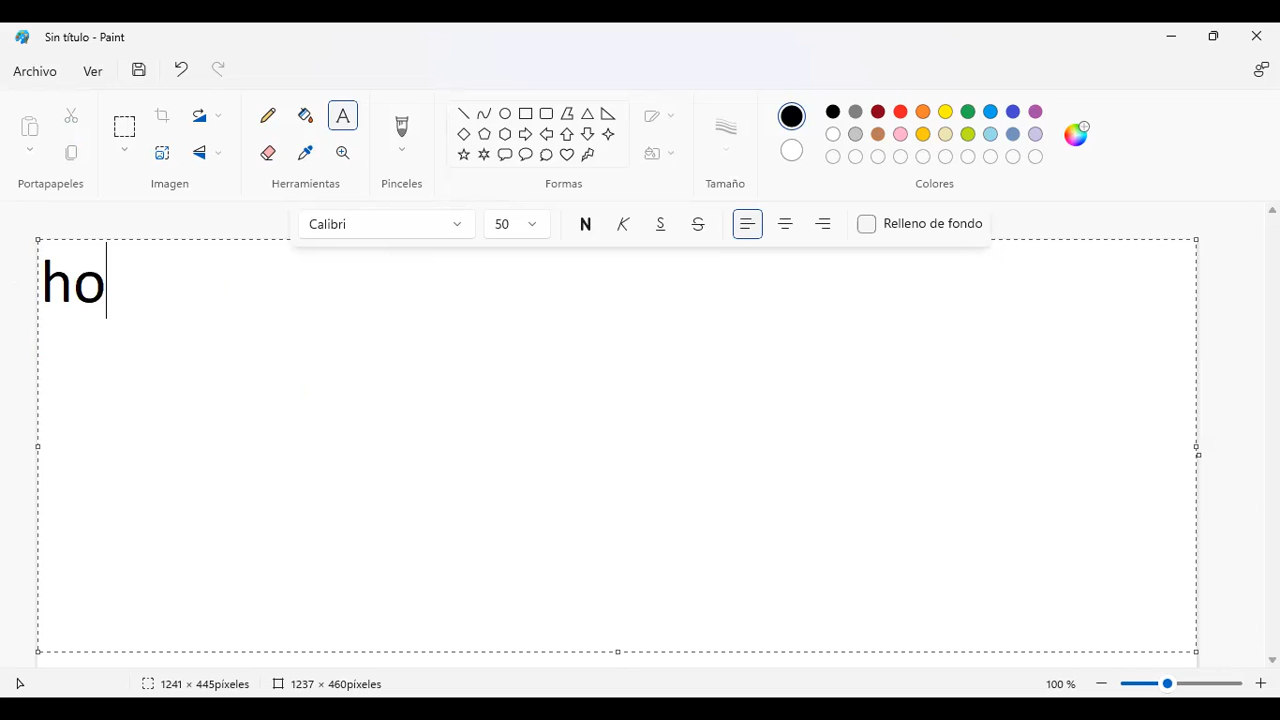 Sin título - Paint
Archivo Ver
A
Portapapeles Imagen Herramientas Pinceles Formas Tamaño Colores
Calibri 50 N K S S Relleno de fondo
ho
1241 × 445píxeles 1237 × 460píxeles 100 %